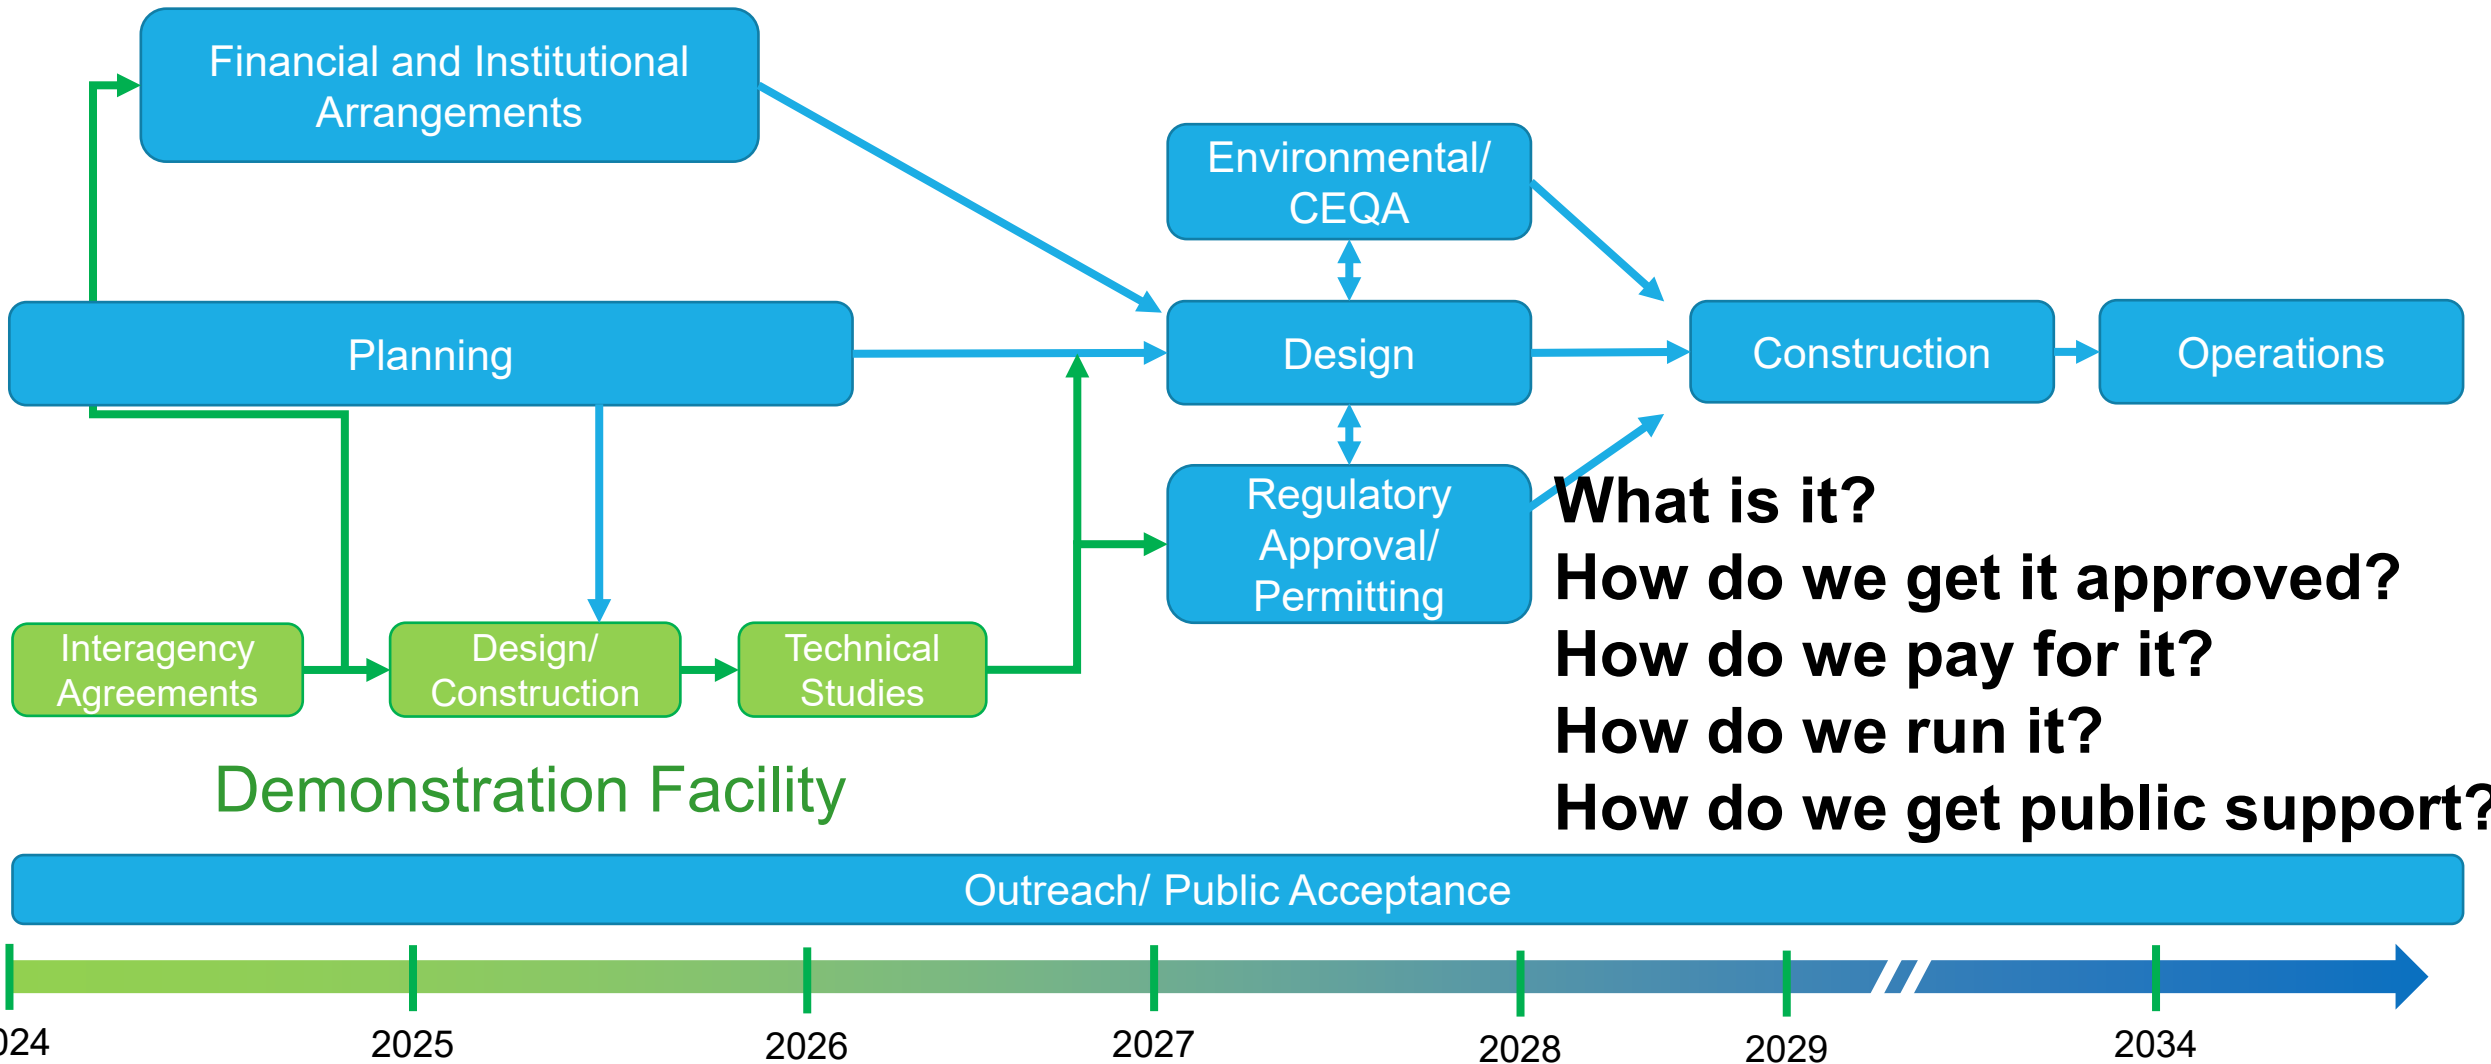 Financial and Institutional
Arrangements
Environmental/
CEQA
Planning
Design
Construction
Operations
Regulatory
Approval/
Permitting
What is it?
How do we get it approved?
How do we pay for it?
How do we run it?
How do we get public support?
Interagency
Agreements
Design/
Construction
Technical
Studies
Demonstration Facility
Outreach/ Public Acceptance
024
2025
2026
2027
2028
2029
2034